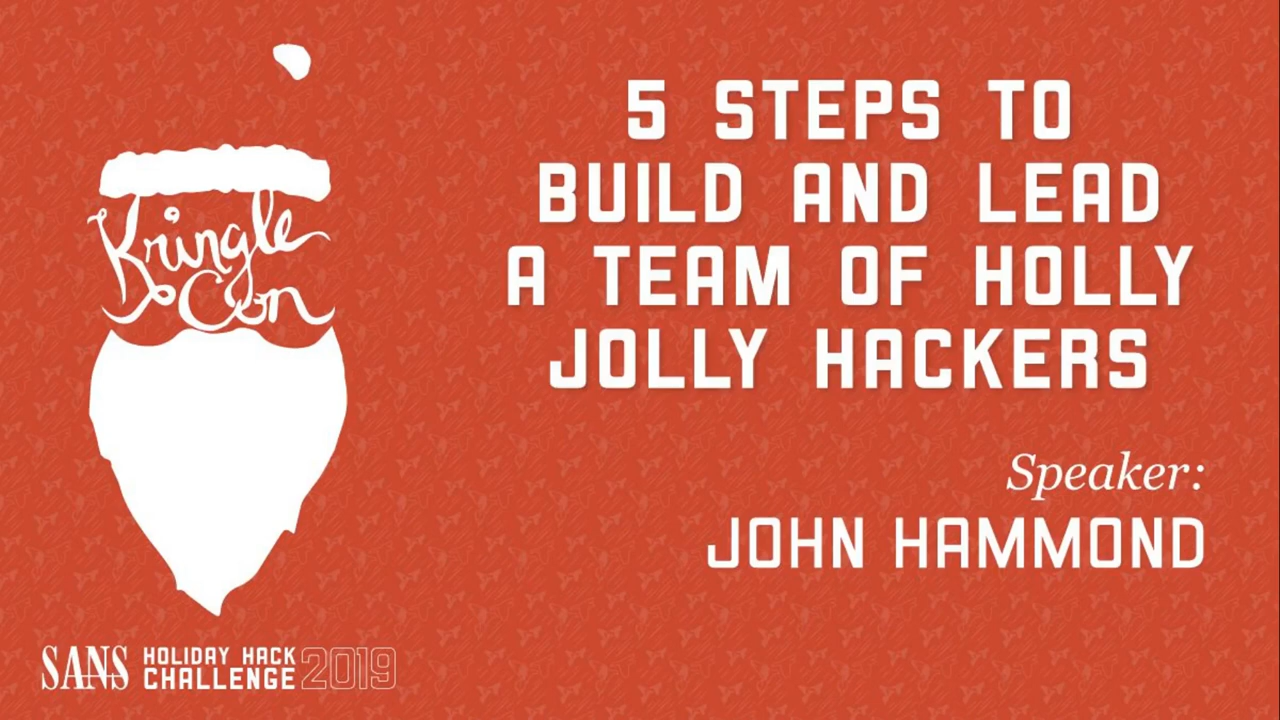 Kringle
Con
5 STEPS TO
BUILD AND LEAD
A TEAM OF HOLLY
JOLLY HACKERS
Speaker:
JOHN HAMMOND
SANS HOLIDAY HACK
CHALLENGE 2019